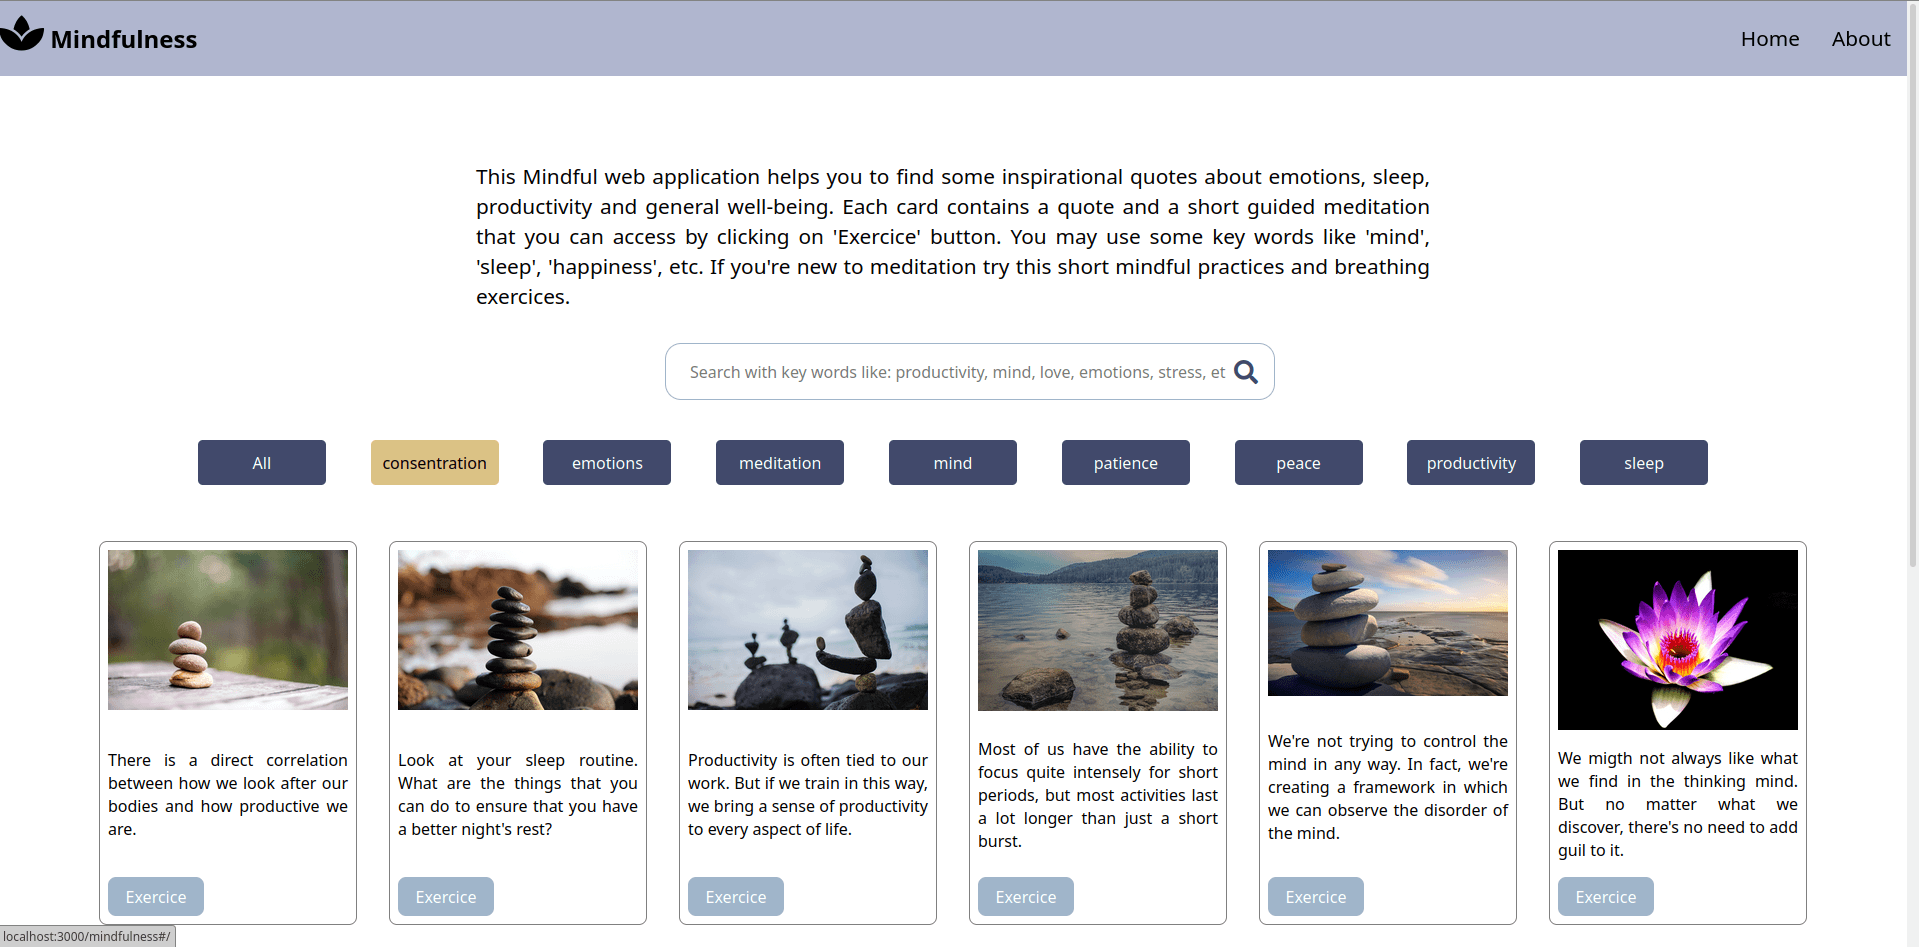 Mindfulness
Home
About
This Mindful web application helps you to find some inspirational quotes about emotions, sleep,
productivity and general well-being. Each card contains a quote and a short guided meditation
that you can access by clicking on 'Exercice' button. You may use some key words like 'mind',
'sleep', 'happiness', etc. If you're new to meditation try this short mindful practices and breathing
exercices.
Search with key words like: productivity, mind, love, emotions, stress, et
All
consentration
emotions
meditation
mind
patience
peace
productivity
sleep
There is a direct correlation
between how we look after our
bodies and how productive we
are.
Exercice
Look at your sleep routine.
What are the things that you
can do to ensure that you have
a better night's rest?
Exercice
Productivity is often tied to our
work. But if we train in this way,
we bring a sense of productivity
to every aspect of life.
Exercice
Most of us have the ability to
focus quite intensely for short
periods, but most activities last
a lot longer than just a short
burst.
Exercice
We're not trying to control the
mind in any way. In fact, we're
creating a framework in which
we can observe the disorder of
the mind.
Exercice
We migth not always like what
we find in the thinking mind.
But no matter what we
discover, there's no need to add
guil to it.
Exercice
localhost:3000/mindfulness#/